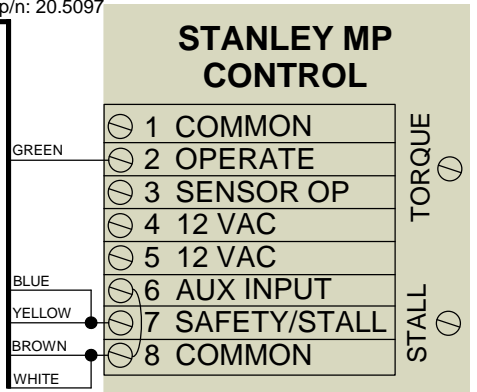 p/n: 20.5097
STANLEY MP
CONTROL
1 COMMON
GREEN
2 OPERATE
3 SENSOR OP
4 12 VAC
5 12 VAC
BLUE
6 AUX INPUT
YELLOW
7 SAFETY/STALL
BROWN
8 COMMON
WHITE
TORQUE
STALL